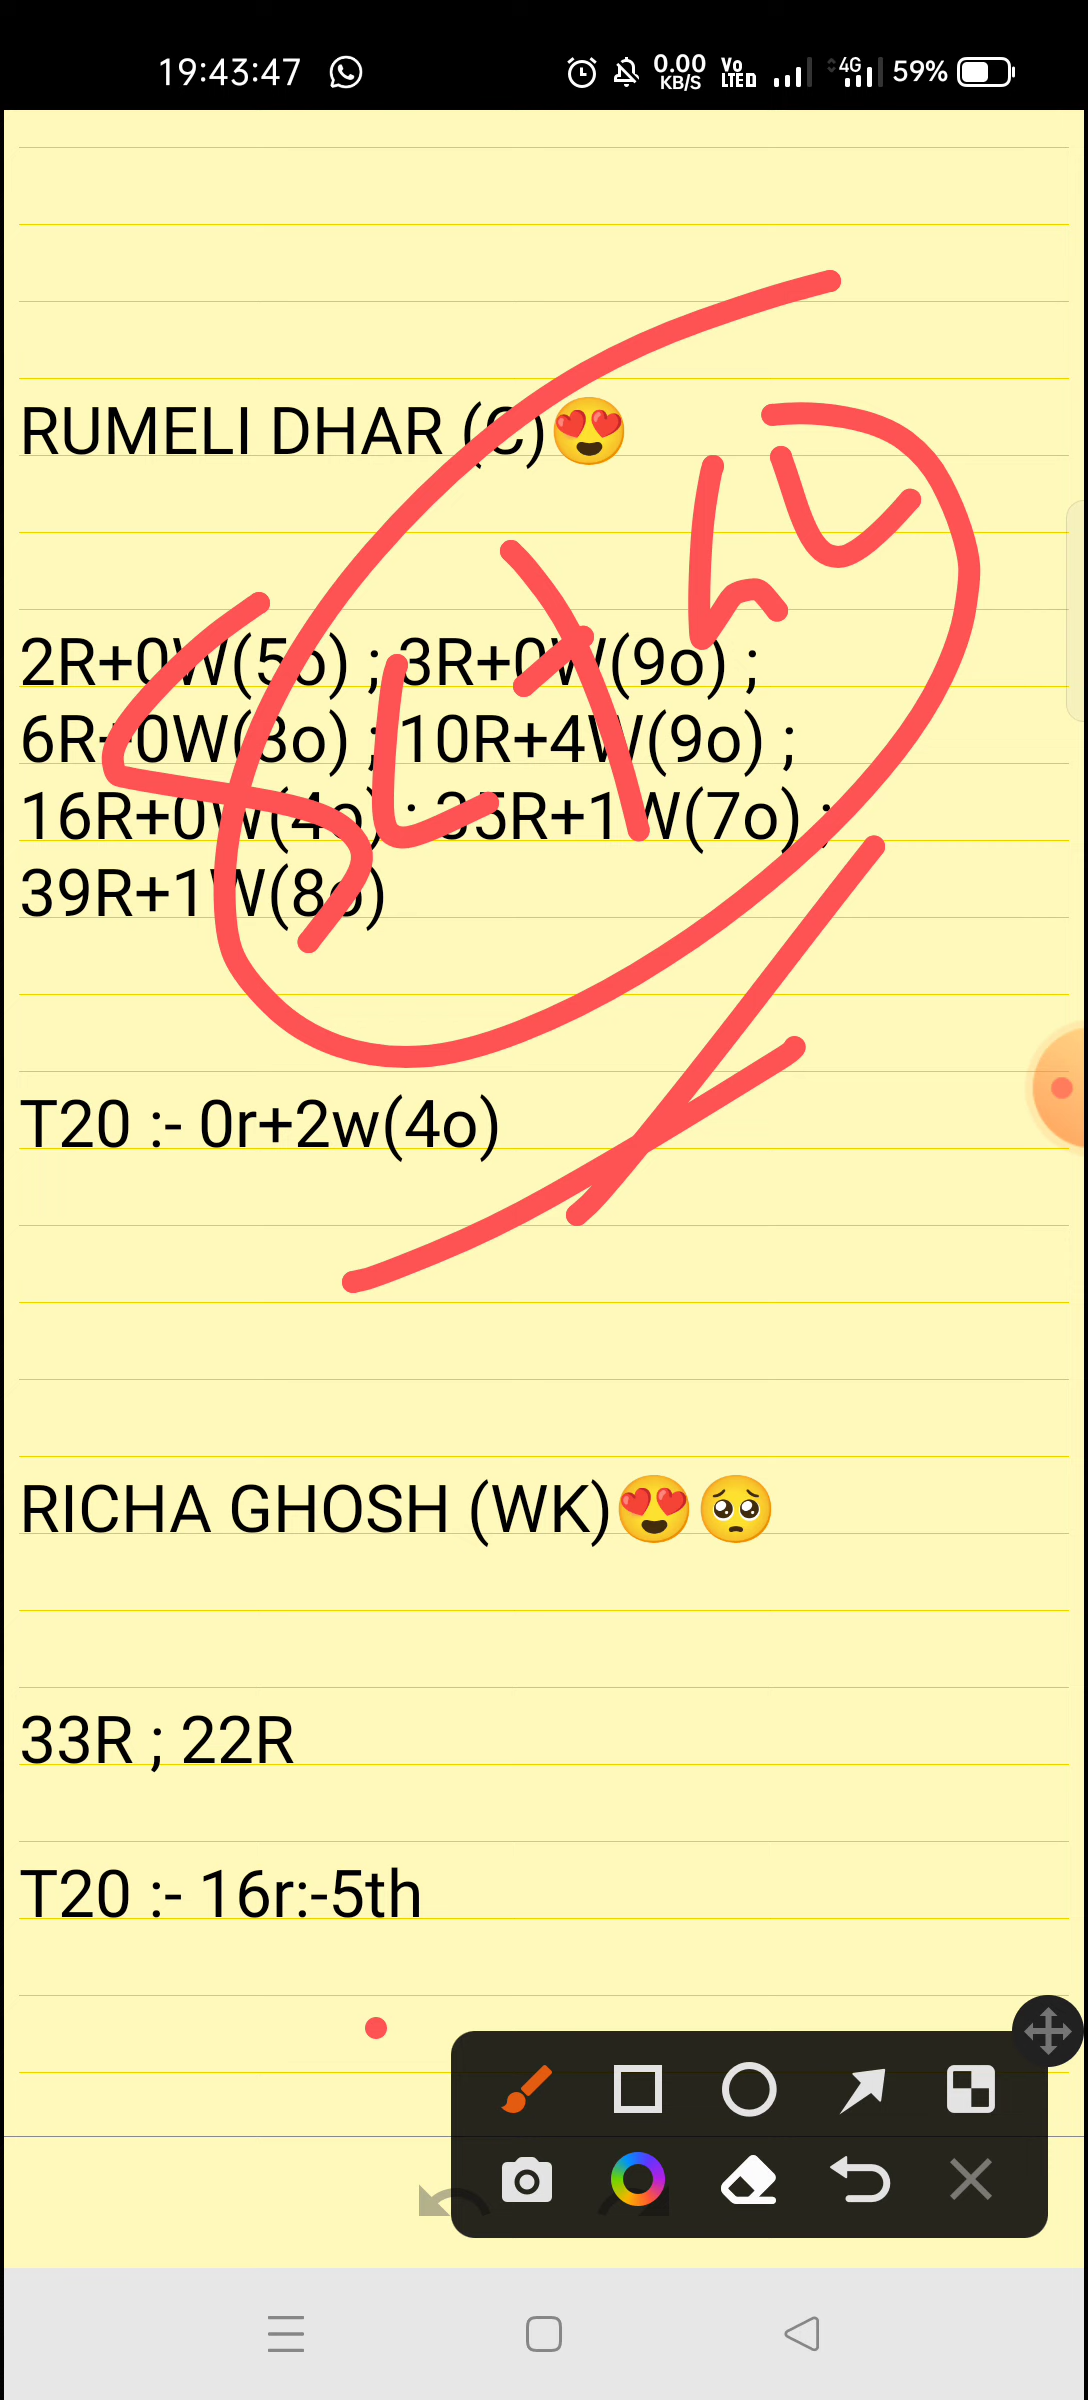 19:43:47 0.00 KB/S Vo LTE 4G 59%
RUMELI DHAR (C)😍
2R+0W(5o) ; 3R+0W(9o) ;
6R+0W(3o) ; 10R+4W(9o) ;
16R+0W(4o) ; 35R+1W(7o) ;
39R+1W(8o)
T20 :- 0r+2w(4o)
RICHA GHOSH (WK)😍🥺
33R ; 22R
T20 :- 16r:-5th